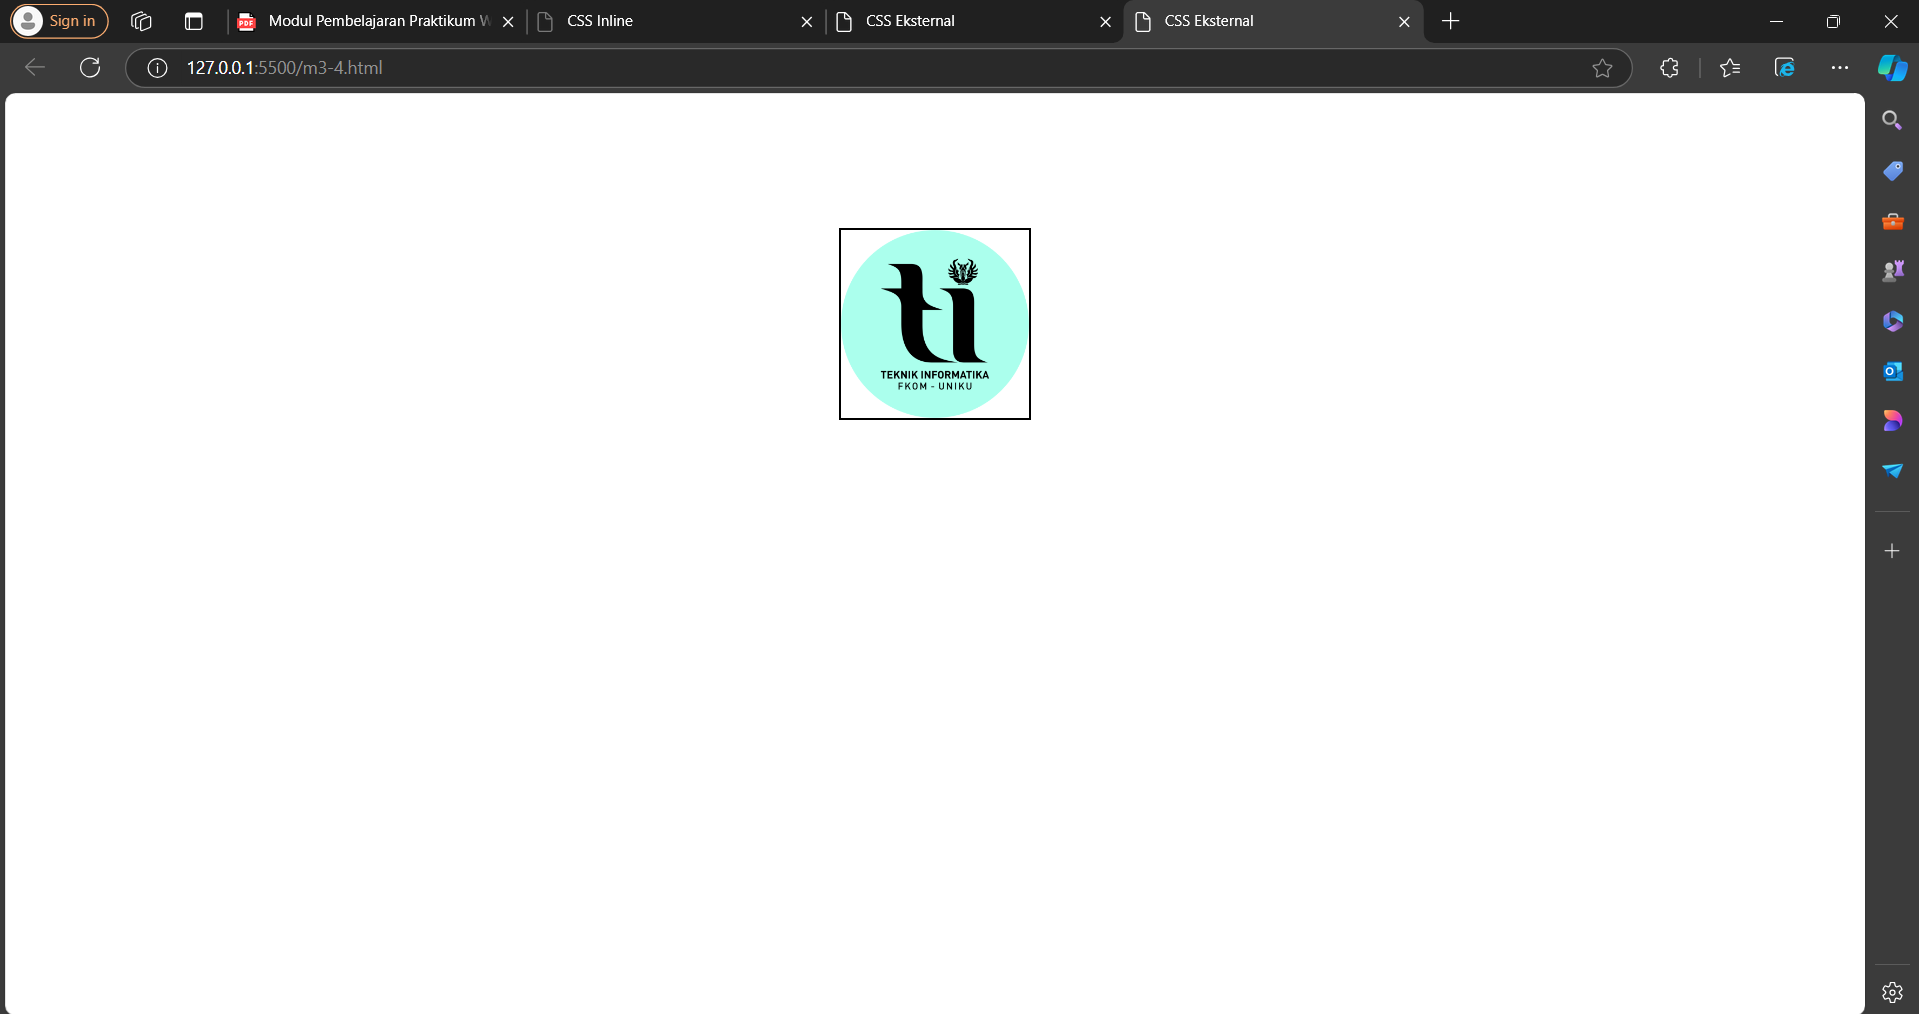 Sign in
Modul Pembelajaran Praktikum W
CSS Inline
CSS Eksternal
CSS Eksternal
127.0.0.1:5500/m3-4.html
ti
TEKNIK INFORMATIKA
FKOM - UNIKU